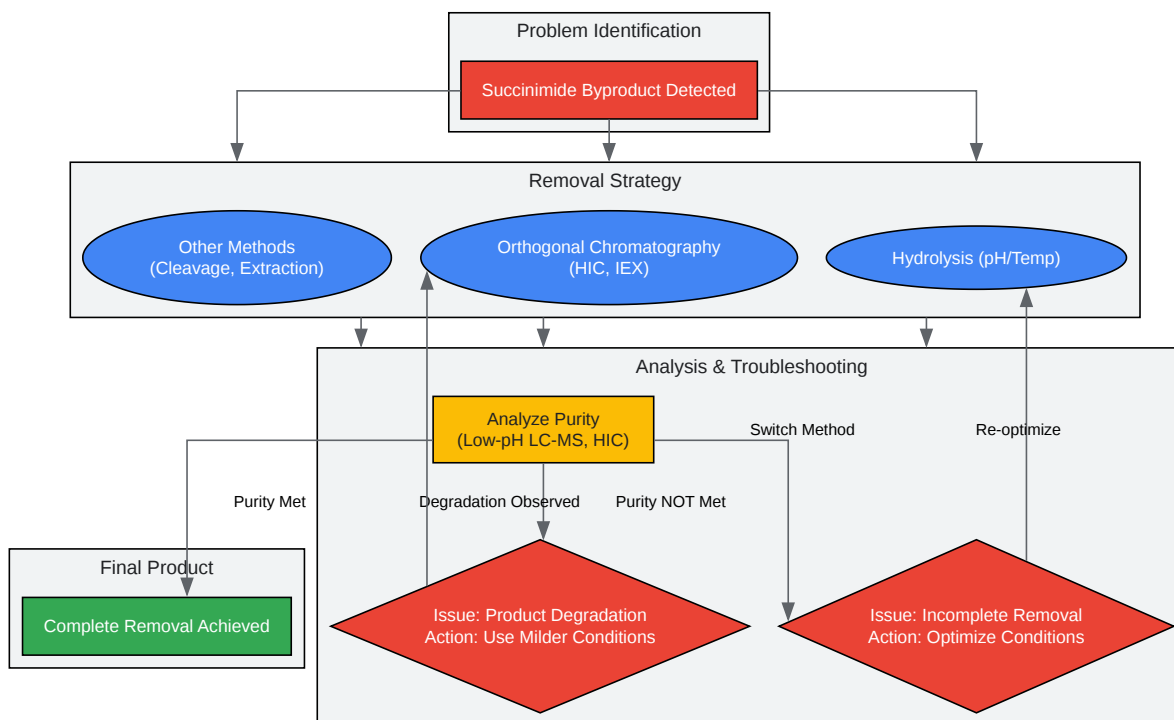 Problem Identification
Succinimide Byproduct Detected
Removal Strategy
Other Methods
(Cleavage, Extraction)
Orthogonal Chromatography
(HIC, IEX)
Hydrolysis (pH/Temp)
Analysis & Troubleshooting
Analyze Purity
(Low-pH LC-MS, HIC)
Switch Method
Re-optimize
Purity Met
Degradation Observed
Purity NOT Met
Final Product
Complete Removal Achieved
Issue: Product Degradation
Action: Use Milder Conditions
Issue: Incomplete Removal
Action: Optimize Conditions